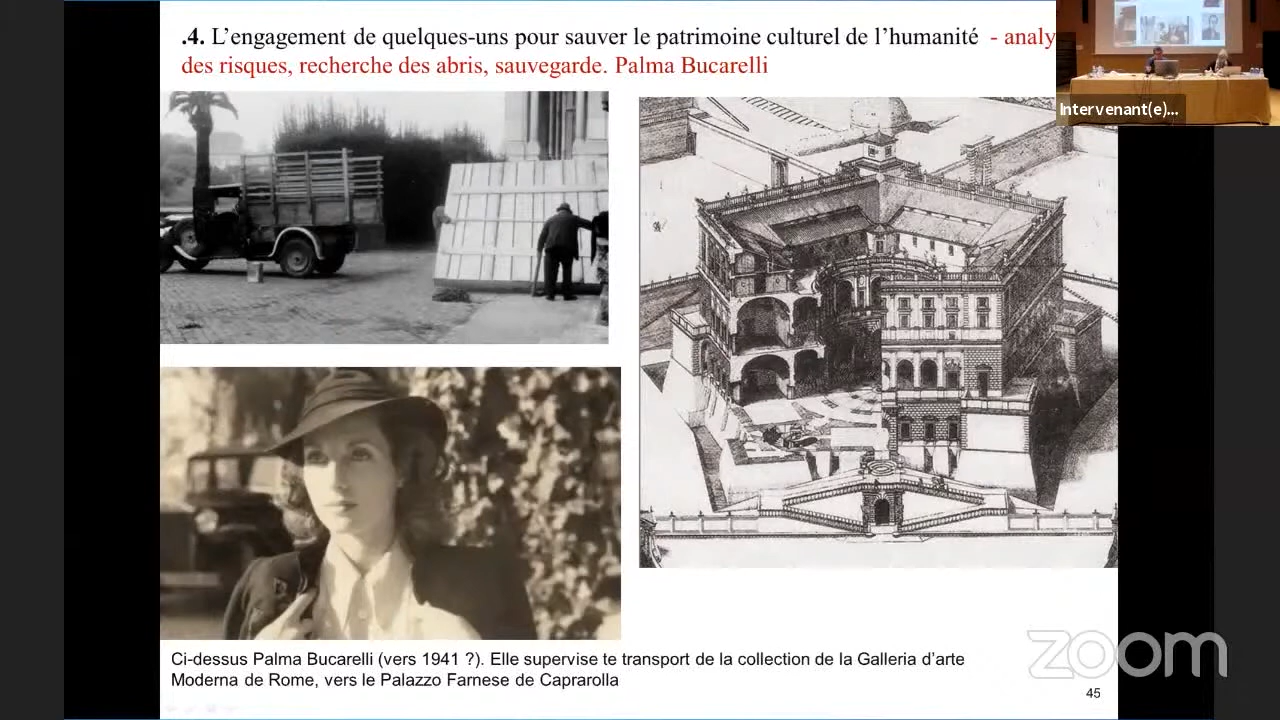 .4. L’engagement de quelques-uns pour sauver le patrimoine culturel de l’humanité - analy
des risques, recherche des abris, sauvegarde. Palma Bucarelli
Intervenant(e)...
Ci-dessus Palma Bucarelli (vers 1941 ?). Elle supervise te transport de la collection de la Galleria d’arte
Moderna de Rome, vers le Palazzo Farnese de Caprarolla
zoom
45